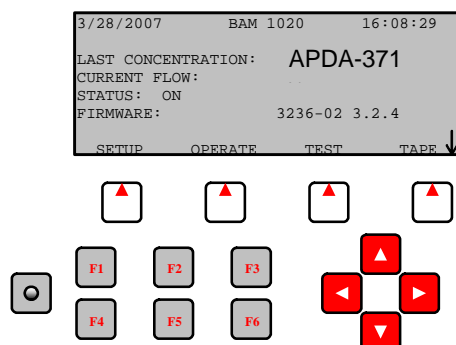 3/28/2007 BAM 1020 16:08:29
LAST CONCENTRATION: APDA-371
CURRENT FLOW:
STATUS: ON
FIRMWARE: 3236-02 3.2.4
SETUP OPERATE TEST TAPE
F1 F2 F3
F4 F5 F6